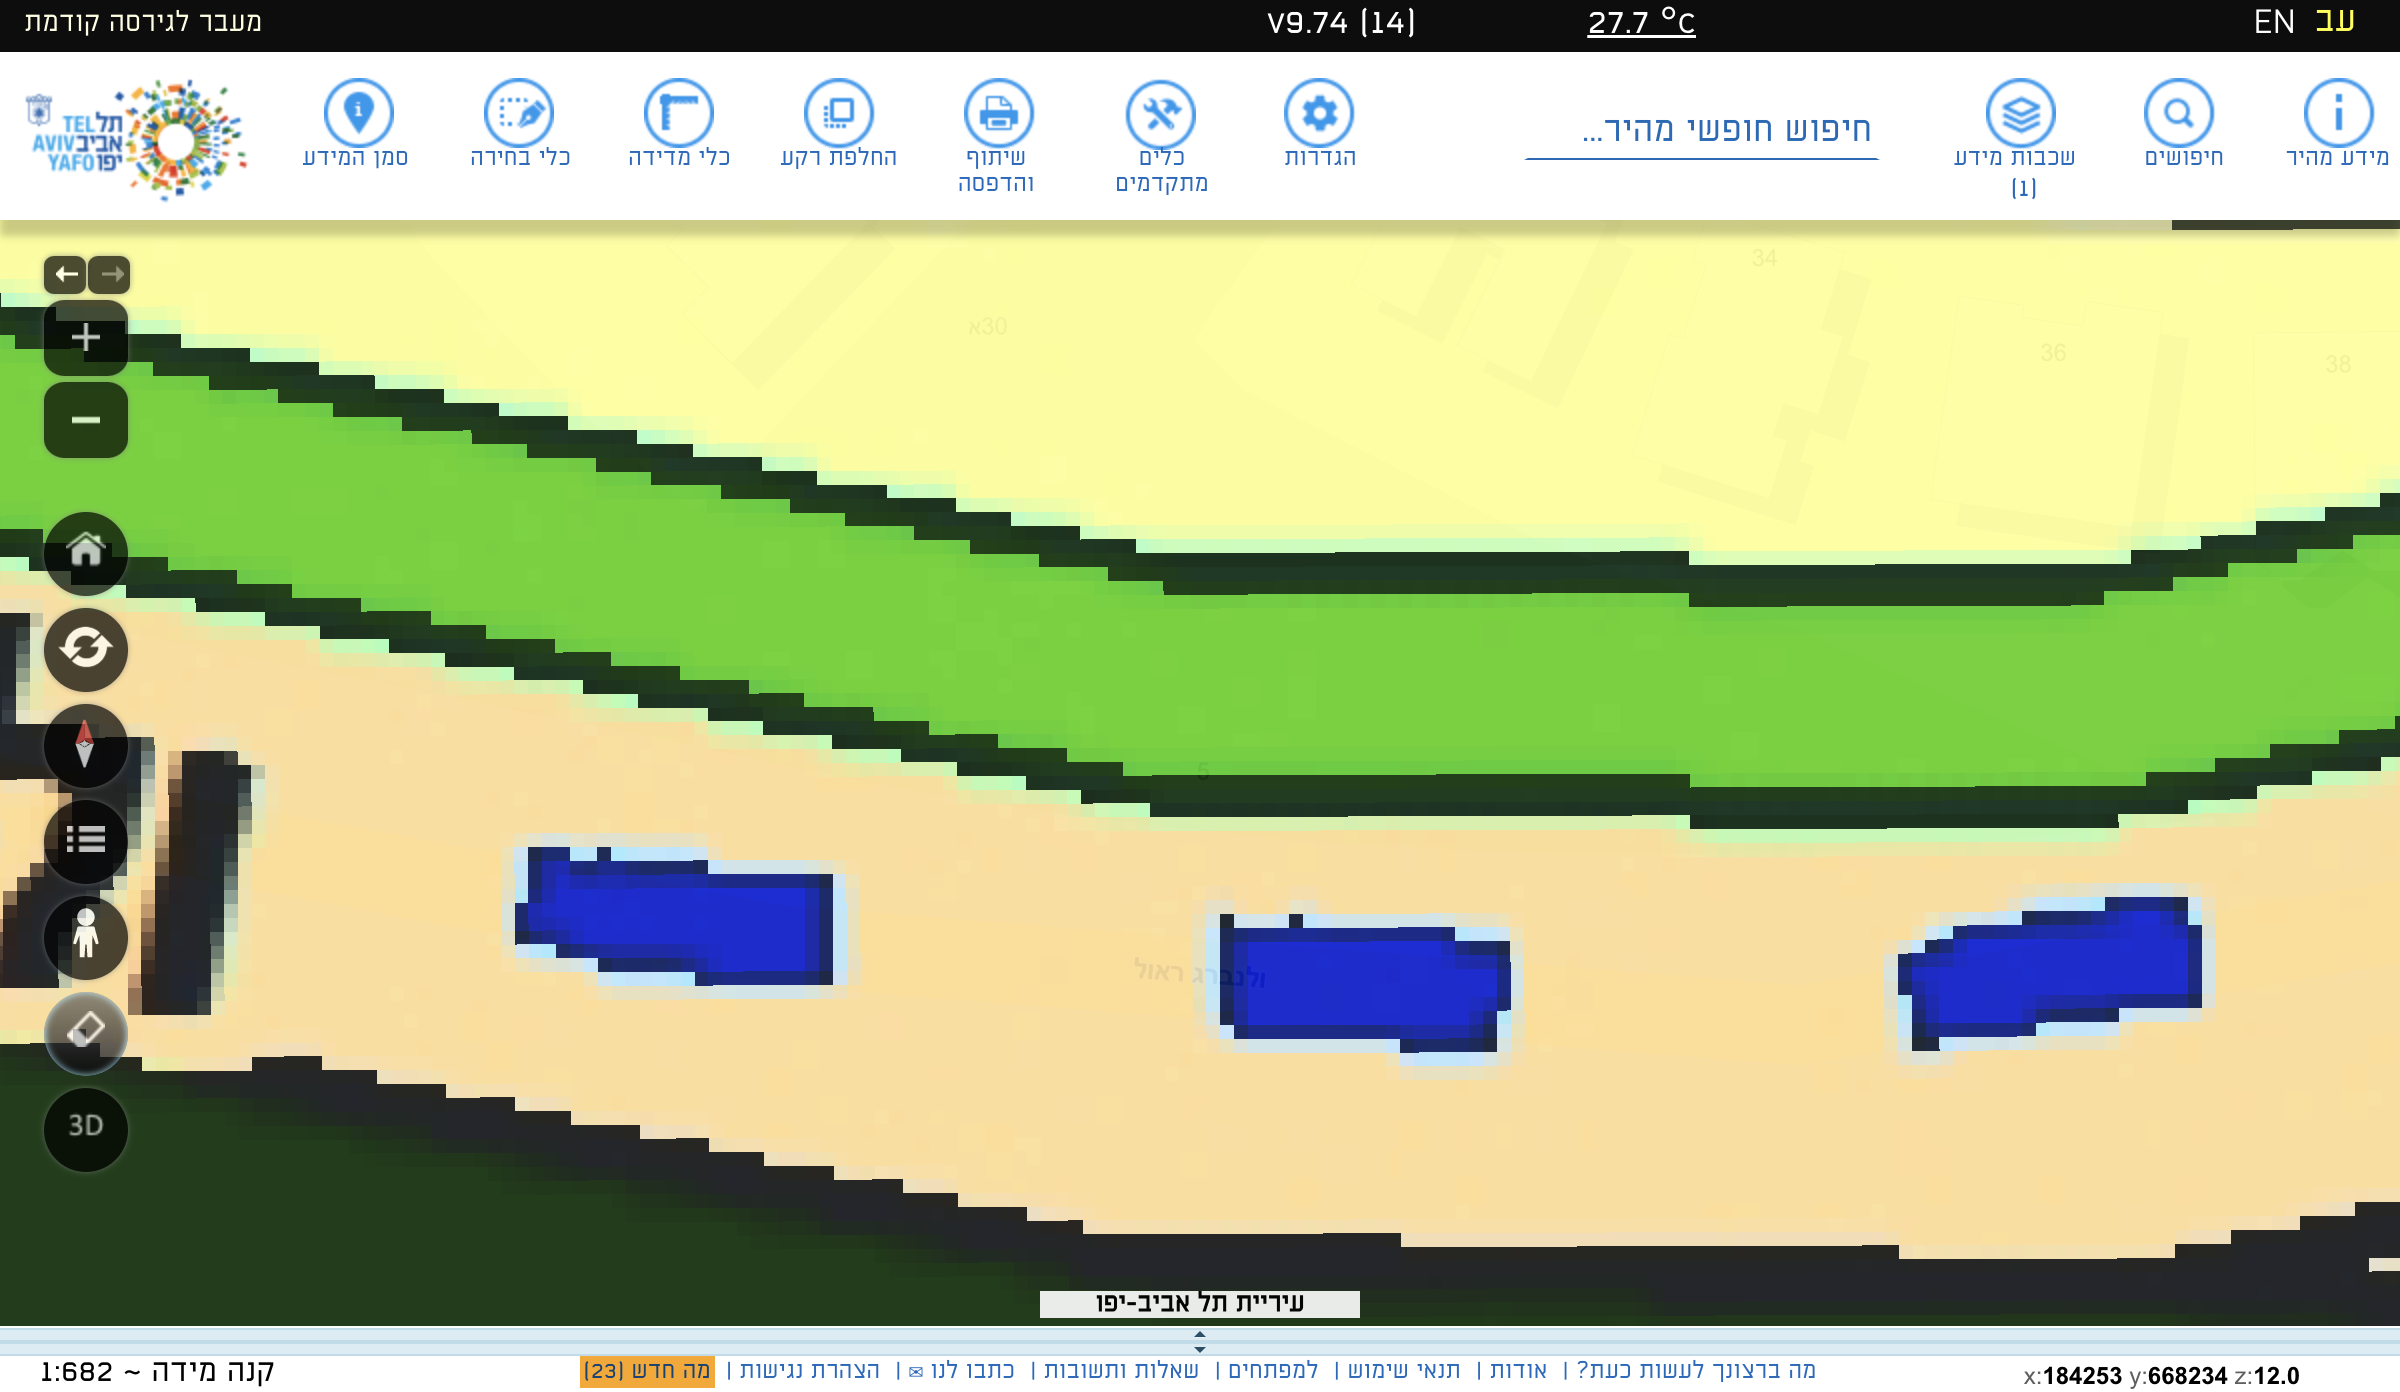 עב EN
27.7 °C
V9.74 (14)
מעבר לגירסה קודמת
מידע מהיר
חיפושים
שכבות מידע
(1)
חיפוש חופשי מהיר...
הגדרות
כלים
מתקדמים
שיתוף
והדפסה
החלפת רקע
כלי מדידה
כלי בחירה
סמן המידע
תל
אביב
יפו
TEL
AVIV
YAFO
34
30א
36
38
5
ולנברג ראול
3D
עיריית תל אביב-יפו
מה ברצונך לעשות כעת? | אודות | תנאי שימוש | למפתחים | שאלות ותשובות | כתבו לנו ✉ | הצהרת נגישות | מה חדש (23)
קנה מידה ~ 1:682
x:184253 y:668234 z:12.0